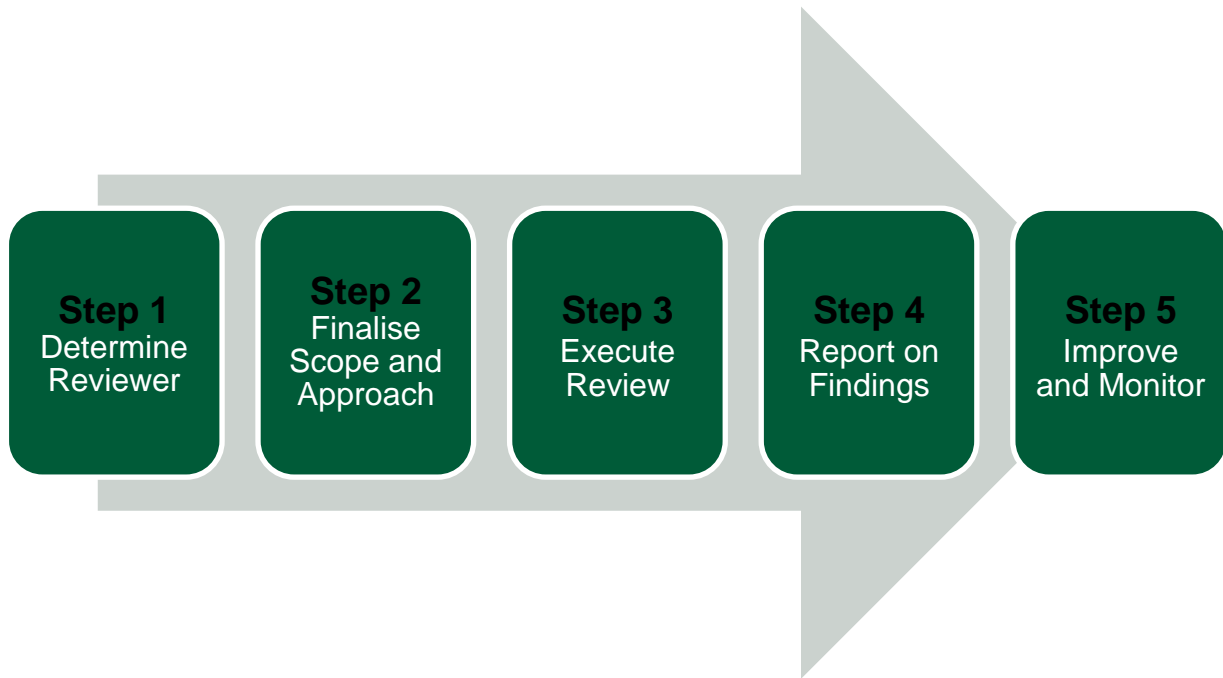 Step 1
Determine
Reviewer
Step 2
Finalise
Scope and
Approach
Step 3
Execute
Review
Step 4
Report on
Findings
Step 5
Improve
and Monitor